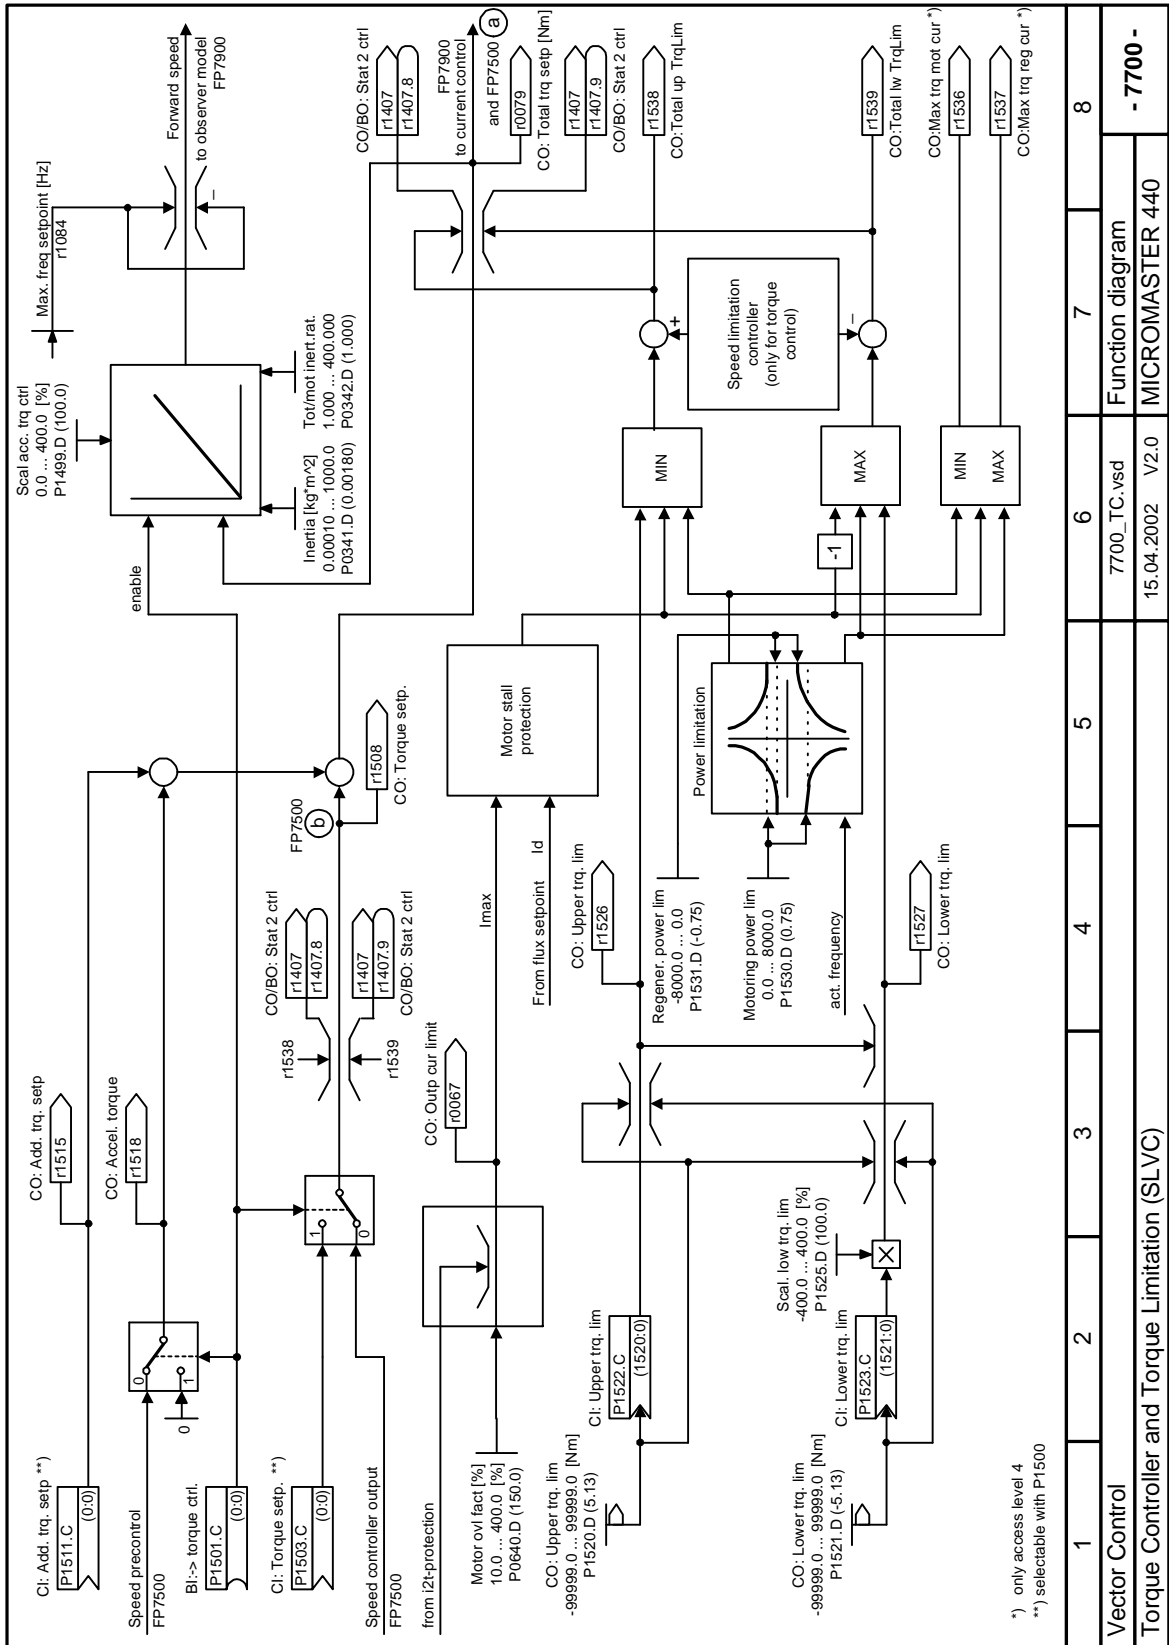 CI: Add. trq. setp **)
P1511.C
(0:0)
CO: Add. trq. setp
r1515
Speed precontrol
FP7500
0
1
0
CO: Accel. torque
r1518
BI:-> torque ctrl.
P1501.C
(0:0)
CI: Torque setp. **)
P1503.C
(0:0)
Speed controller output
FP7500
1
0
r1538
r1539
CO/BO: Stat 2 ctrl
r1407
r1407.8
r1407
r1407.9
CO/BO: Stat 2 ctrl
FP7500
b
r1508
CO: Torque setp.
enable
Scal acc. trq ctrl
0.0 ... 400.0 [%]
P1499.D (100.0)
Inertia [kg*m^2]
0.00010 ... 1000.0
P0341.D (0.00180)
Tot/mot inert.rat.
1.000 ... 400.000
P0342.D (1.000)
Max. freq setpoint [Hz]
r1084
–
Forward speed
to observer model
FP7900
CO/BO: Stat 2 ctrl
r1407
r1407.8
FP7900
to current control
and FP7500
a
r0079
CO: Total trq setp [Nm]
r1407
r1407.9
CO/BO: Stat 2 ctrl
from i2t-protection
Motor ovl fact [%]
10.0 ... 400.0 [%]
P0640.D (150.0)
CO: Outp cur limit
r0067
Imax
From flux setpoint
Id
Motor stall
protection
CO: Upper trq. lim
-99999.0 ... 99999.0 [Nm]
P1520.D (5.13)
CI: Upper trq. lim
P1522.C
(1520:0)
CO: Upper trq. lim
r1526
Regener. power lim
-8000.0 ... 0.0
P1531.D (-0.75)
Motoring power lim
0.0 ... 8000.0
P1530.D (0.75)
act. frequency
Power limitation
MIN
+
Speed limitation
controller
(only for torque
control)
–
r1538
CO:Total up TrqLim
Scal. low trq. lim
-400.0 ... 400.0 [%]
P1525.D (100.0)
CO: Lower trq. lim
-99999.0 ... 99999.0 [Nm]
P1521.D (-5.13)
CI: Lower trq. lim
P1523.C
(1521:0)
X
r1527
CO: Lower trq. lim
-1
MAX
r1539
CO:Total lw TrqLim
MIN
MAX
CO:Max trq mot cur *)
r1536
r1537
CO:Max trq reg cur *)
*) only access level 4
**) selectable with P1500
1
2
3
4
5
6
7
8
Vector Control
7700_TC.vsd
Function diagram
- 7700 -
Torque Controller and Torque Limitation (SLVC)
15.04.2002
V2.0
MICROMASTER 440